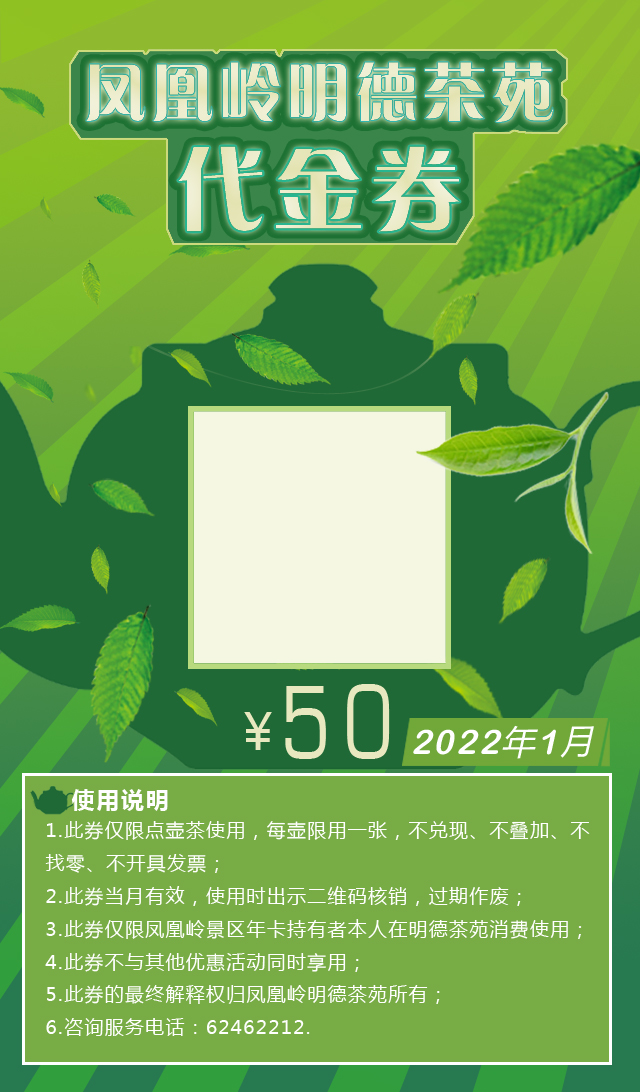 凤凰岭明德茶苑
代金券
¥50
2022年1月
使用说明
1.此券仅限点壶茶使用，每壶限用一张，不兑现、不叠加、不
找零、不开具发票；
2.此券当月有效，使用时出示二维码核销，过期作废；
3.此券仅限凤凰岭景区年卡持有者本人在明德茶苑消费使用；
4.此券不与其他优惠活动同时享用；
5.此券的最终解释权归凤凰岭明德茶苑所有；
6.咨询服务电话：62462212.